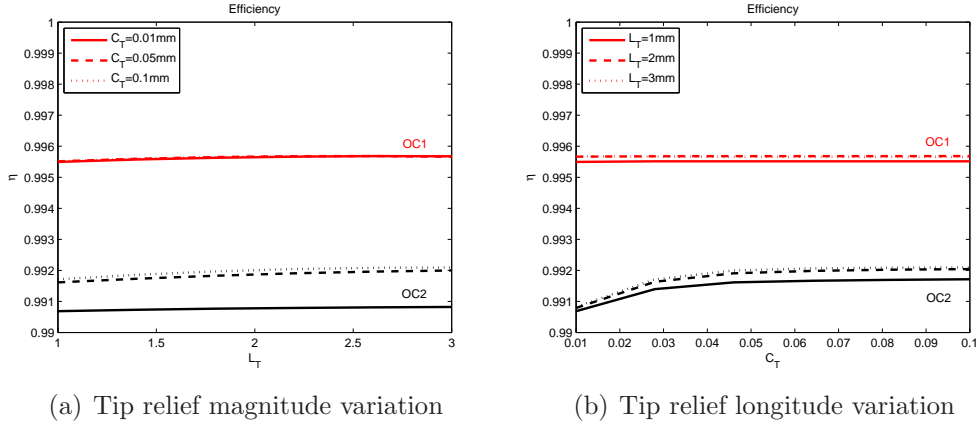 Efficiency
1
0.999
0.998
0.997
0.996
0.995
0.994
0.993
0.992
0.991
0.99
η
C_T=0.01mm
C_T=0.05mm
C_T=0.1mm
OC1
OC2
1
1.5
2
2.5
3
L_T
(a) Tip relief magnitude variation
Efficiency
1
0.999
0.998
0.997
0.996
0.995
0.994
0.993
0.992
0.991
0.99
η
L_T=1mm
L_T=2mm
L_T=3mm
OC1
OC2
0.01
0.02
0.03
0.04
0.05
0.06
0.07
0.08
0.09
0.1
C_T
(b) Tip relief longitude variation